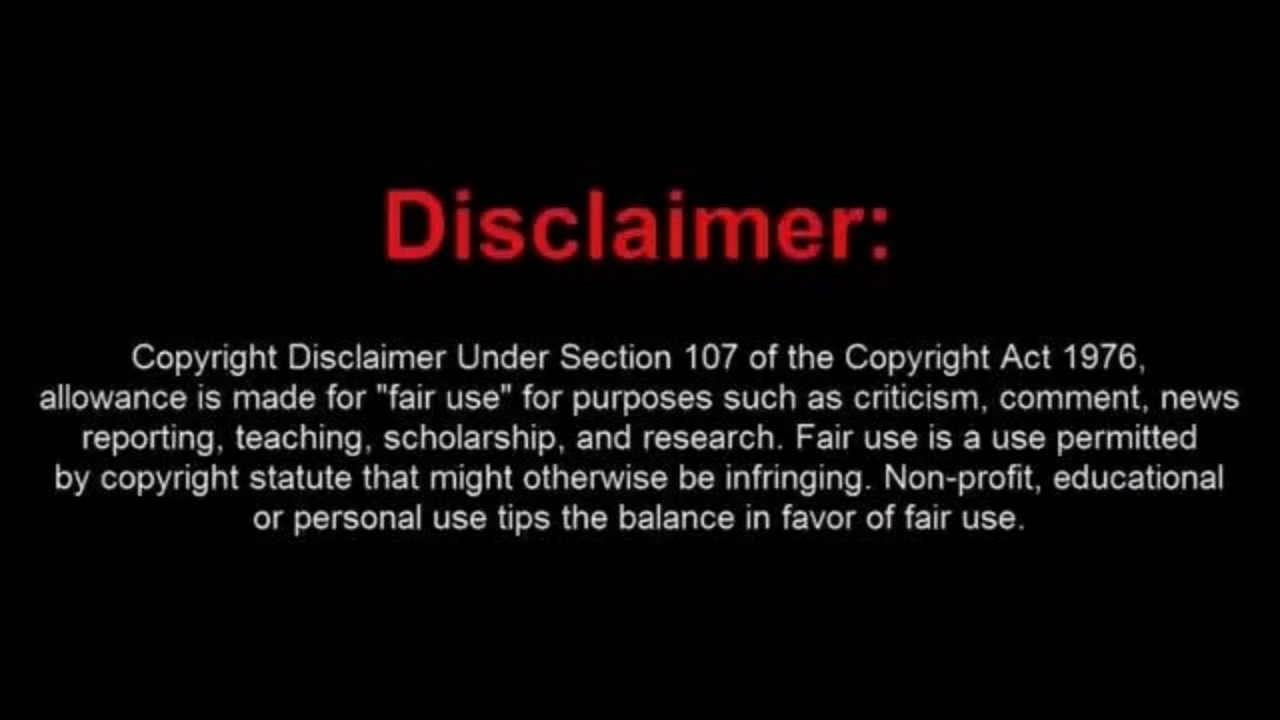 Disclaimer:
Copyright Disclaimer Under Section 107 of the Copyright Act 1976,
allowance is made for "fair use" for purposes such as criticism, comment, news
reporting, teaching, scholarship, and research. Fair use is a use permitted
by copyright statute that might otherwise be infringing. Non-profit, educational
or personal use tips the balance in favor of fair use.